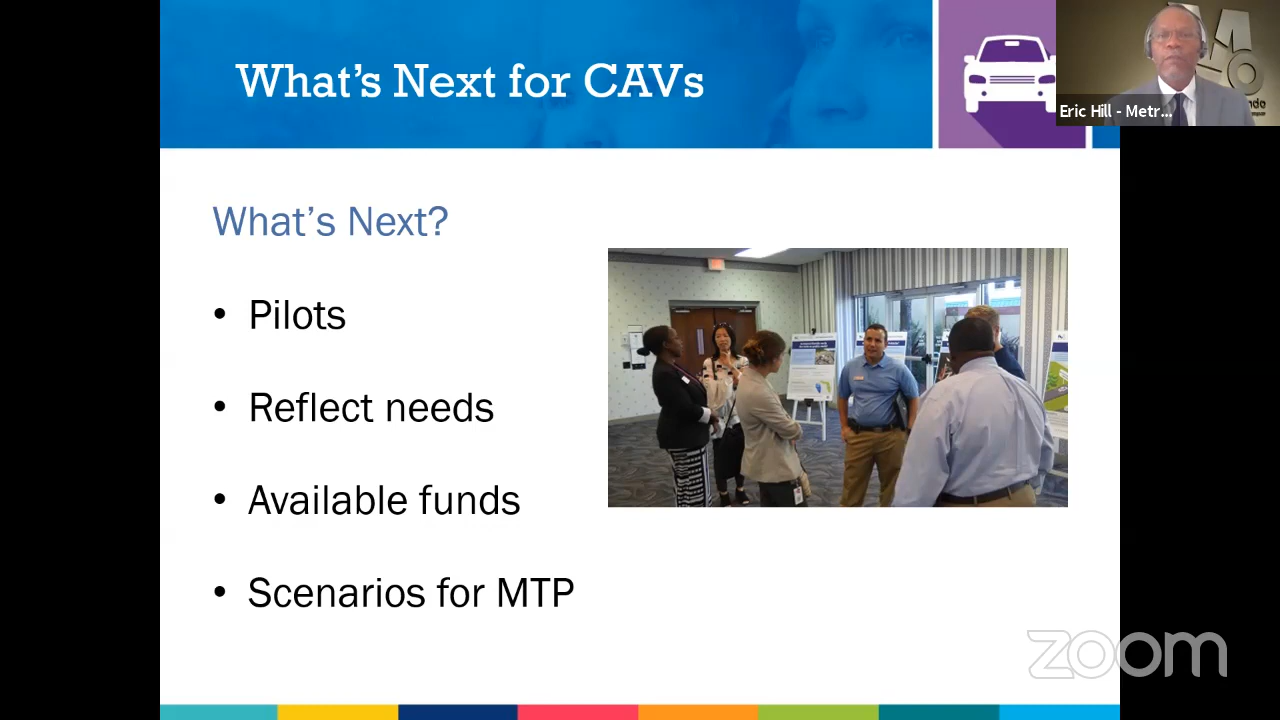 What's Next for CAVs
Eric Hill - Metr...
What's Next?
• Pilots
• Reflect needs
• Available funds
• Scenarios for MTP
zoom